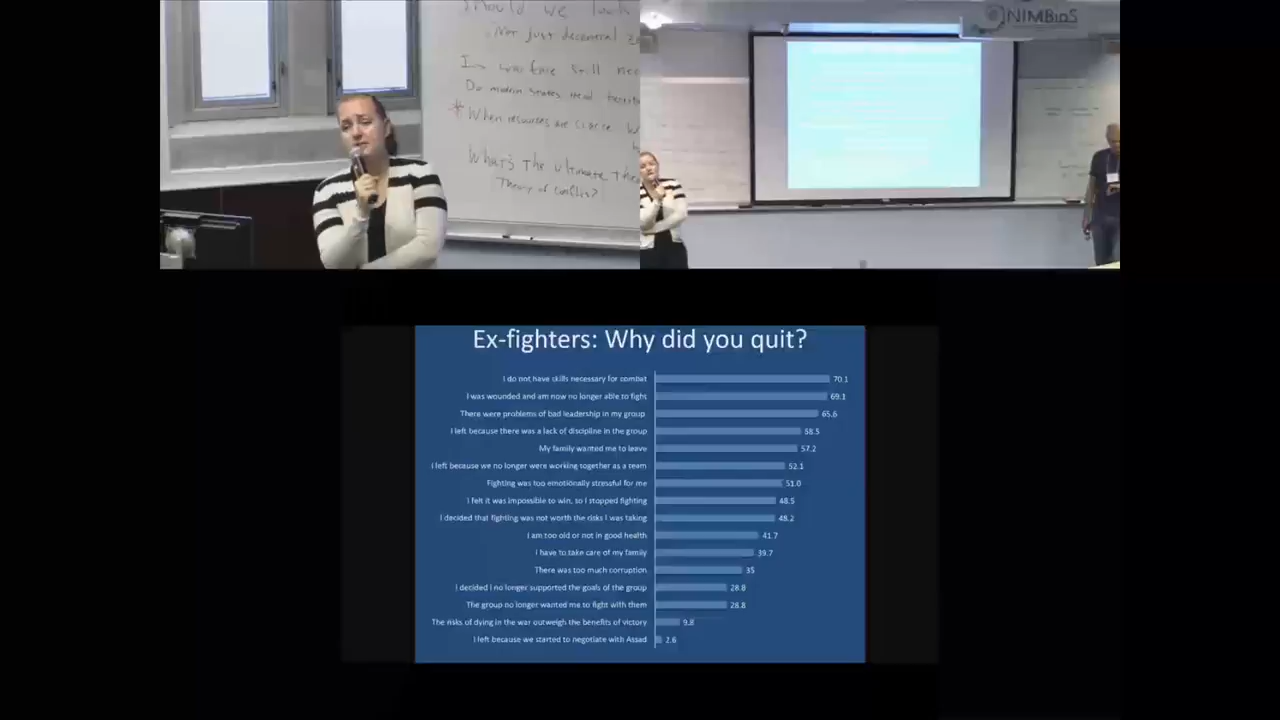 Should we look
Not just decentral
In warfare still nee
Do modern states need
* When resources are scarce w
What's the ultimate the
Theory of conflict?
NIMBioS
Ex-fighters: Why did you quit?
I do not have skills necessary for combat 70.1
I was wounded and am now no longer able to fight 69.1
There were problems of bad leadership in my group 65.6
I left because there was a lack of discipline in the group 58.5
My family wanted me to leave 57.2
I left because we no longer were working together as a team 52.1
Fighting was too emotionally stressful for me 51.0
I felt it was impossible to win, so I stopped fighting 48.5
I decided that fighting was not worth the risks I was taking 48.2
I am too old or not in good health 41.7
I have to take care of my family 39.7
There was too much corruption 35
I decided I no longer supported the goals of the group 28.8
The group no longer wanted me to fight with them 28.8
The risks of dying in the war outweigh the benefits of victory 9.8
I left because we started to negotiate with Assad 2.6